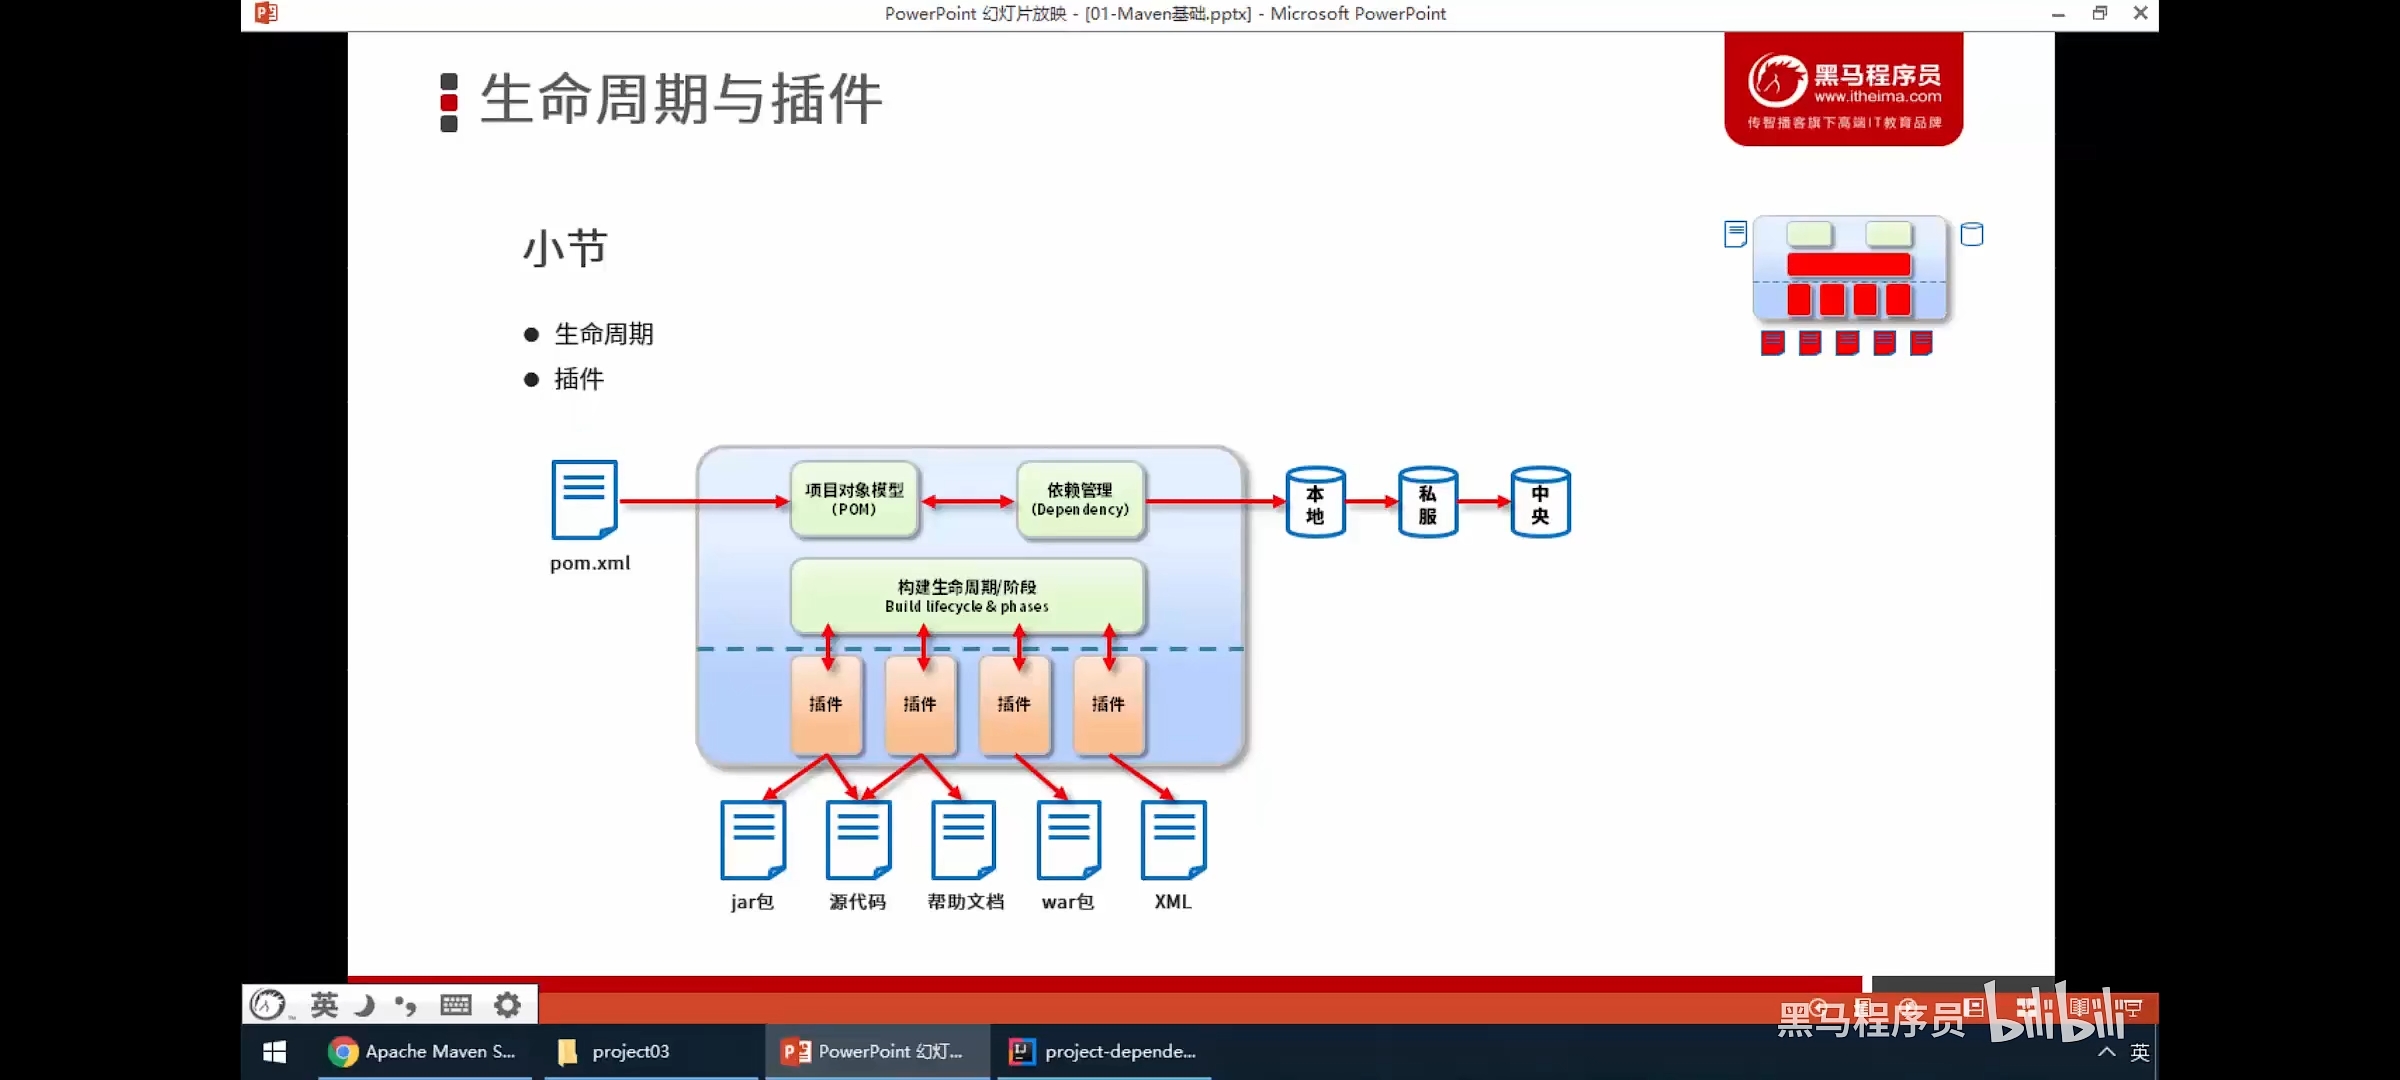 PowerPoint 幻灯片放映 - [01-Maven基础.pptx] - Microsoft PowerPoint
生命周期与插件
黑马程序员
www.itheima.com
传智播客旗下高端IT教育品牌
小节
生命周期
插件
pom.xml
项目对象模型
(POM)
依赖管理
(Dependency)
本地
私服
中央
构建生命周期/阶段
Build lifecycle & phases
插件
插件
插件
插件
jar包
源代码
帮助文档
war包
XML
英
黑马程序员 bilibili
Apache Maven S...
project03
PowerPoint 幻灯...
project-depende...
英